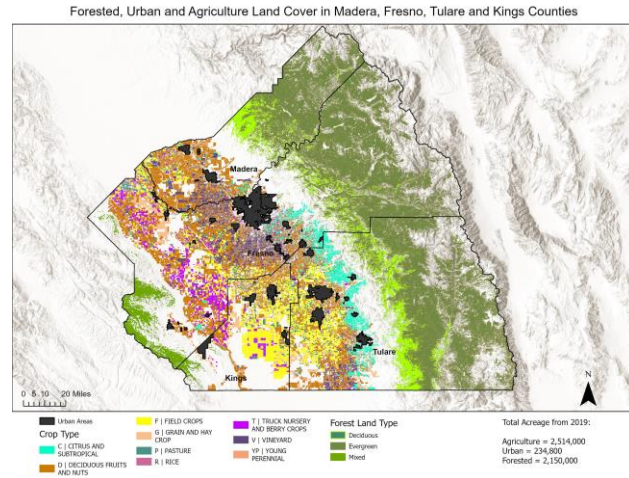 Forested, Urban and Agriculture Land Cover in Madera, Fresno, Tulare and Kings Counties
Madera
Fresno
Tulare
Kings
0 5 10 20 Miles
N
Urban Areas
Crop Type
C | CITRUS AND
SUBTROPICAL
D | DECIDUOUS FRUITS
AND NUTS
F | FIELD CROPS
G | GRAIN AND HAY
CROP
P | PASTURE
R | RICE
T | TRUCK NURSERY
AND BERRY CROPS
V | VINEYARD
YP | YOUNG
PERENNIAL
Forest Land Type
Deciduous
Evergreen
Mixed
Total Acreage from 2019:
Agriculture = 2,514,000
Urban = 234,800
Forested = 2,150,000